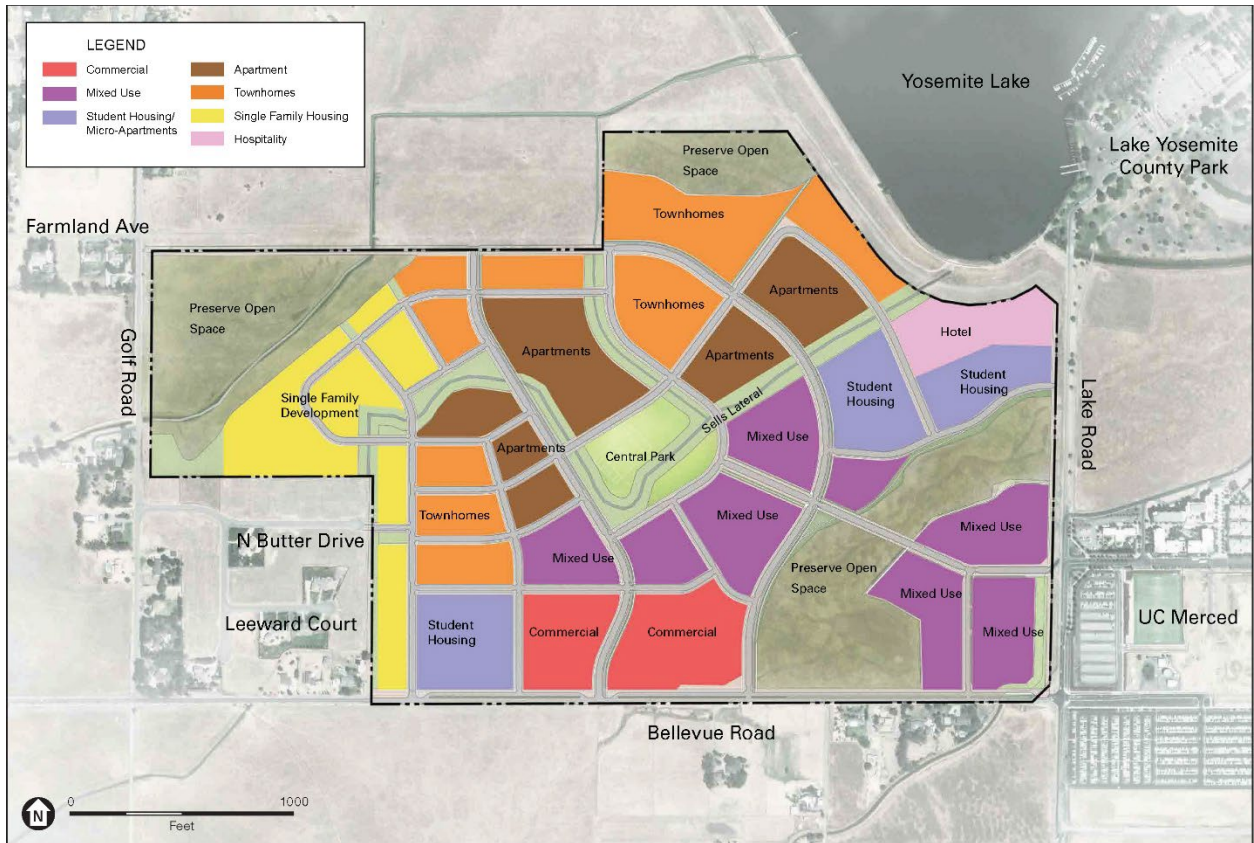 LEGEND
Commercial
Mixed Use
Student Housing/
Micro-Apartments
Apartment
Townhomes
Single Family Housing
Hospitality
Yosemite Lake
Lake Yosemite
County Park
Preserve Open
Space
Townhomes
Farmland Ave
Preserve Open
Space
Golf Road
Townhomes
Apartments
Hotel
Apartments
Apartments
Student
Housing
Student
Housing
Lake Road
Single Family
Development
Sells Lateral
Mixed Use
Apartments
Central Park
Townhomes
Mixed Use
Mixed Use
N Butter Drive
Mixed Use
Preserve Open
Space
Mixed Use
Leeward Court
Student
Housing
Commercial
Commercial
Mixed Use
UC Merced
Bellevue Road
N
0
1000
Feet